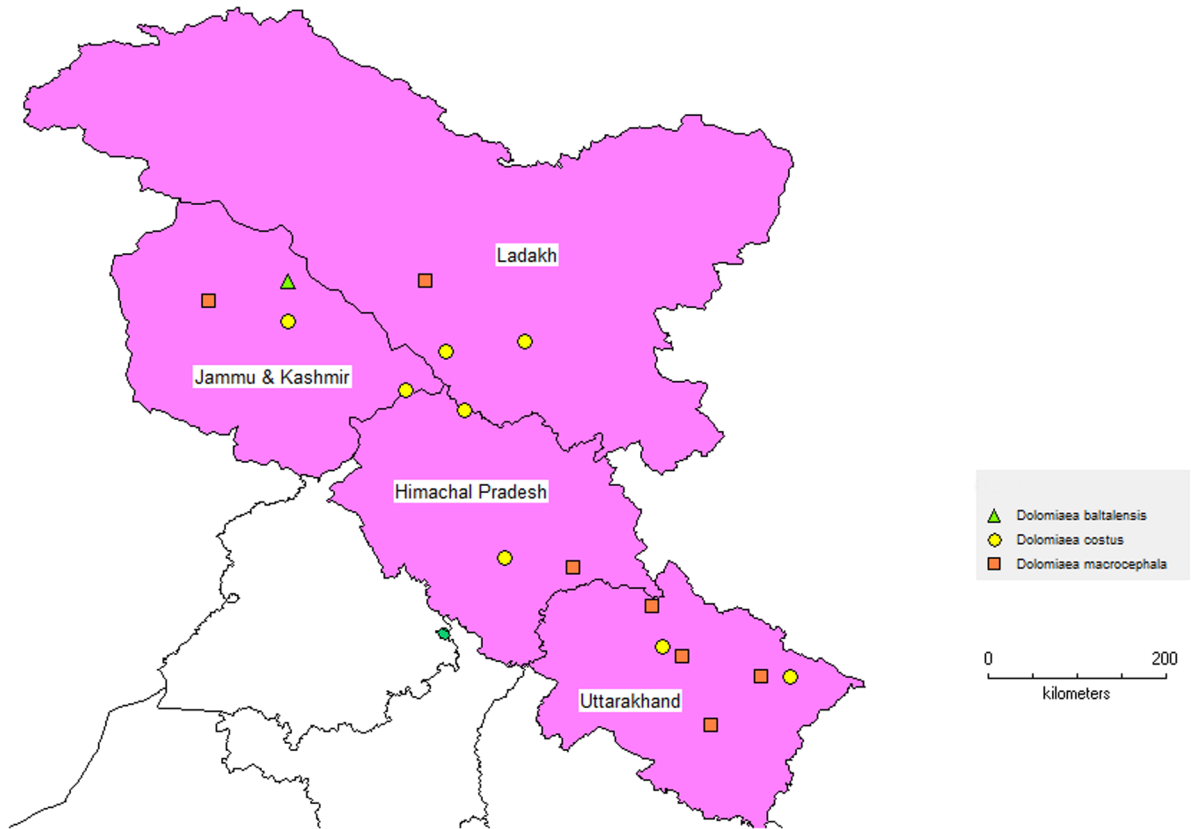 Ladakh
Jammu & Kashmir
Himachal Pradesh
Uttarakhand
Dolomiaea baltalensis
Dolomiaea costus
Dolomiaea macrocephala
0 200
kilometers